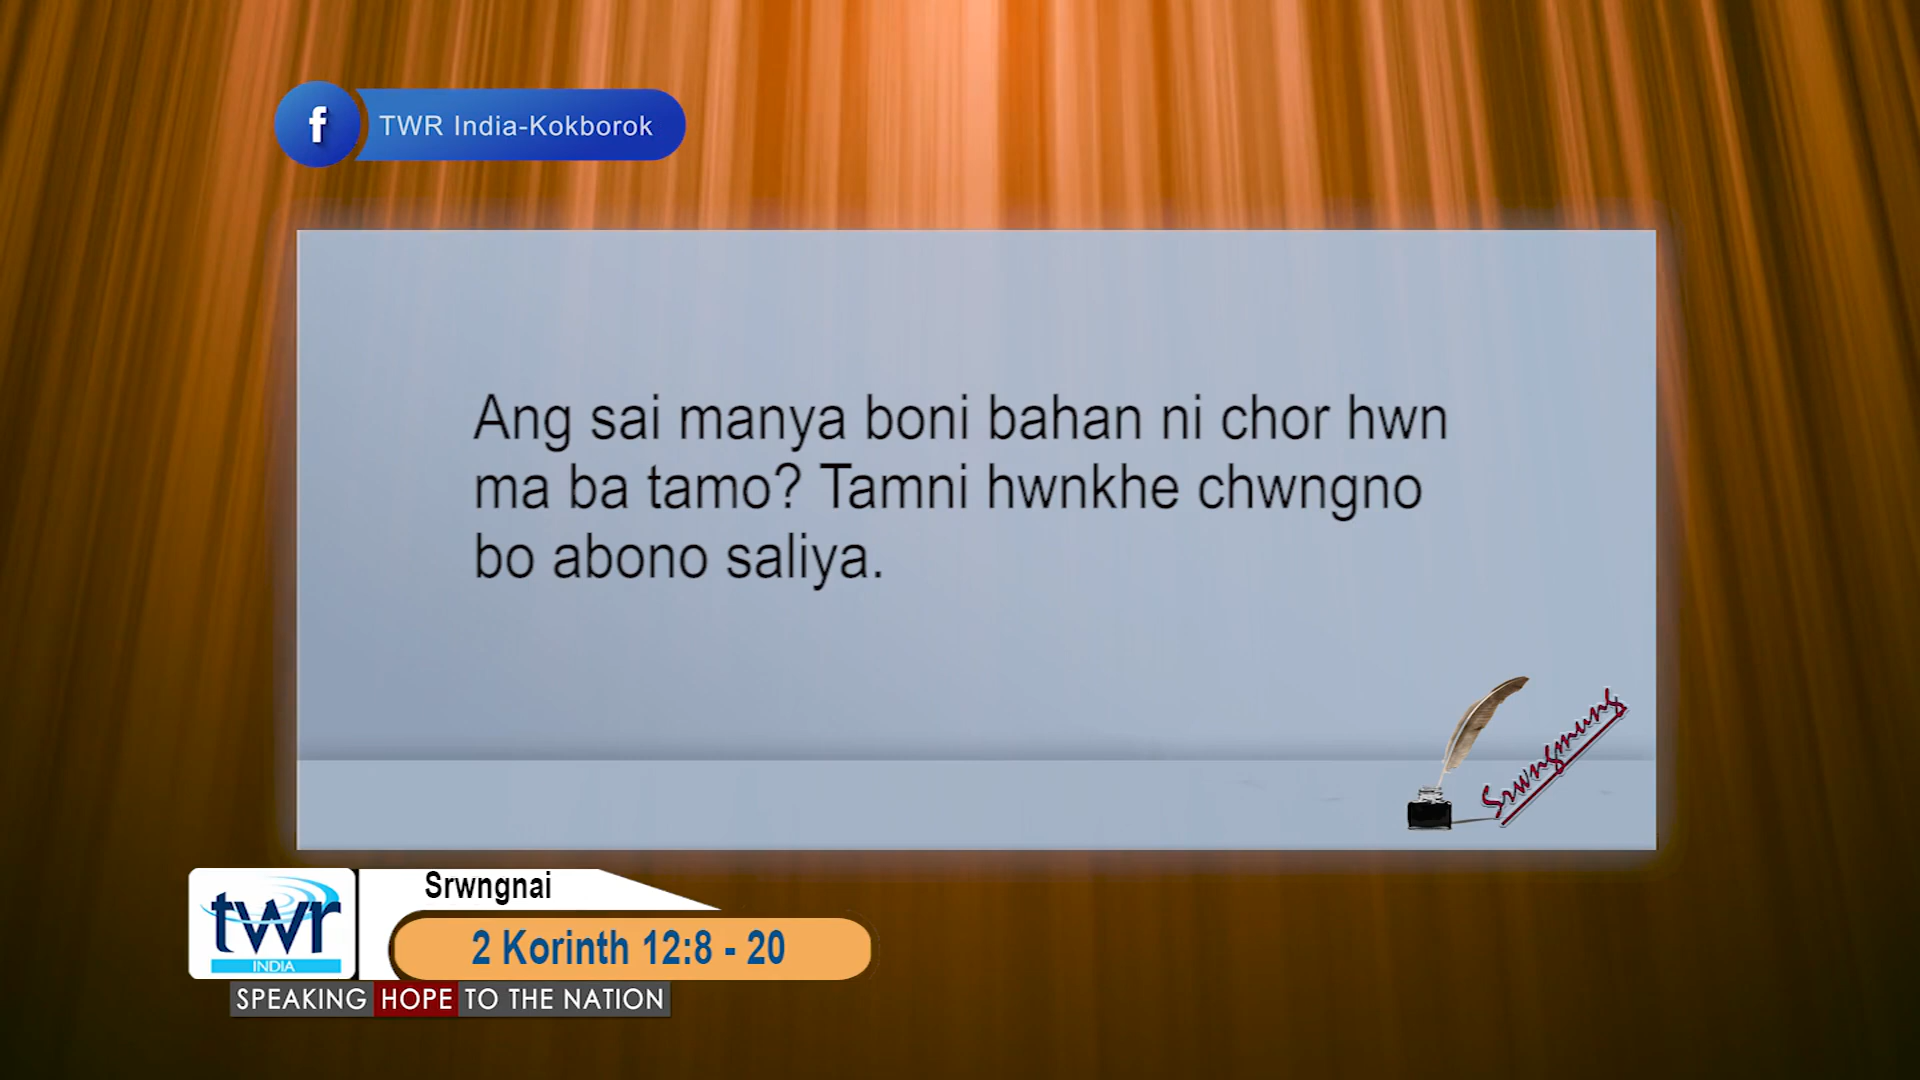 f
TWR India-Kokborok
Ang sai manya boni bahan ni chor hwn
ma ba tamo? Tamni hwnkhe chwngno
bo abono saliya.
Srwngmung
twr
INDIA
Srwngnai
2 Korinth 12:8 - 20
SPEAKING HOPE TO THE NATION